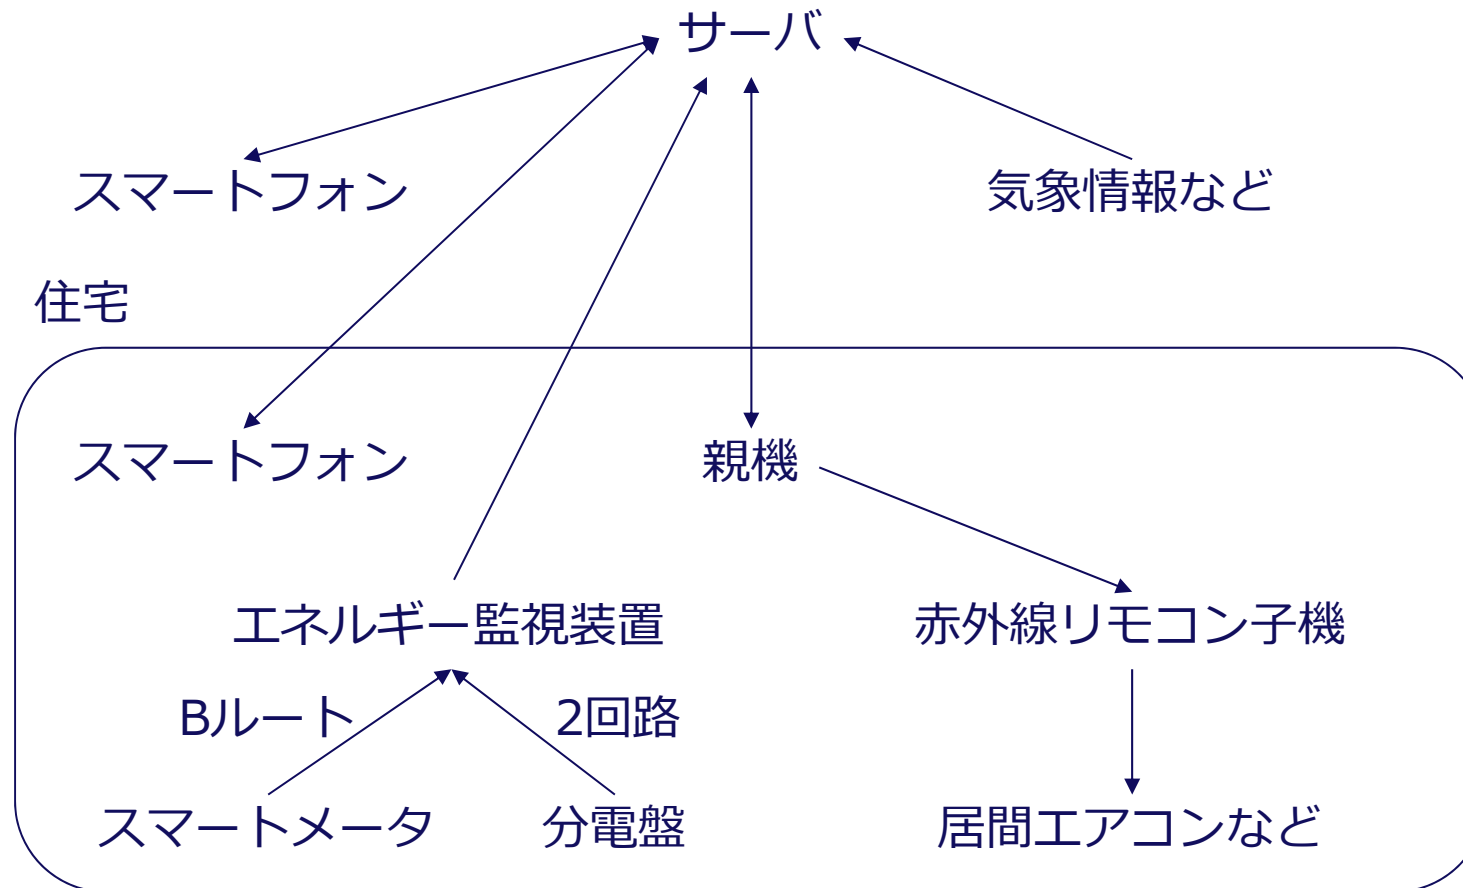 サーバ
スマートフォン
気象情報など
住宅
スマートフォン
親機
エネルギー監視装置
赤外線リモコン子機
Bルート
2回路
スマートメータ
分電盤
居間エアコンなど